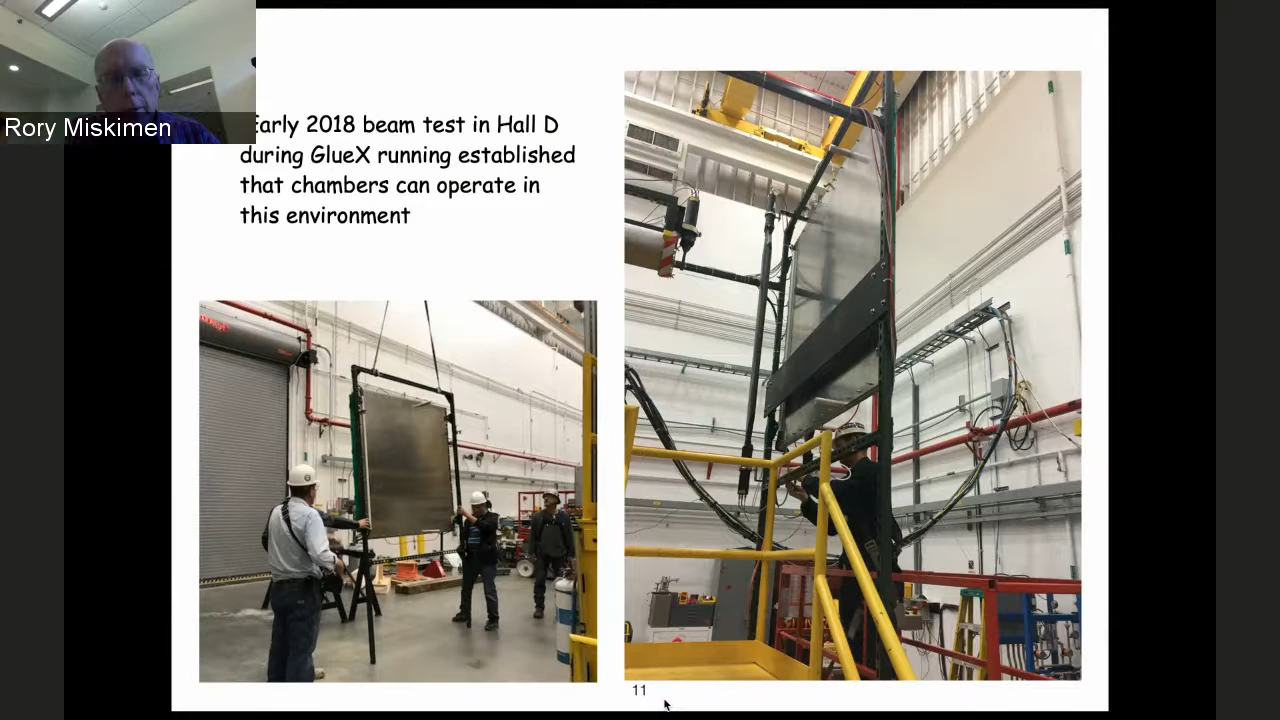 Rory Miskimen
Early 2018 beam test in Hall D
during GlueX running established
that chambers can operate in
this environment
11